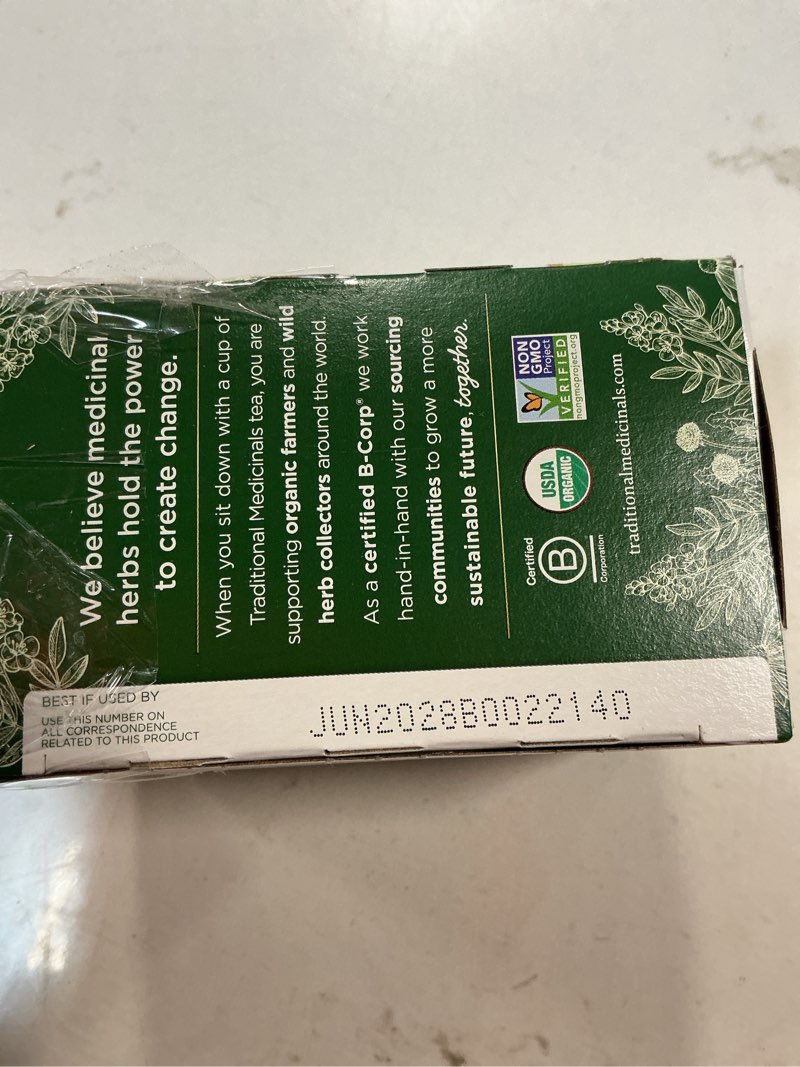 We believe medicinal
herbs hold the power
to create change.
When you sit down with a cup of
Traditional Medicinals tea, you are
supporting organic farmers and wild
herb collectors around the world.
As a certified B-Corp® we work
hand-in-hand with our sourcing
communities to grow a more
sustainable future, together.
Certified
B
Corporation
USDA
ORGANIC
NON
GMO
Project
VERIFIED
nongmoproject.org
traditionalmedicinals.com
BEST IF USED BY
USE THIS NUMBER ON
ALL CORRESPONDENCE
RELATED TO THIS PRODUCT
JUN2028B0022140